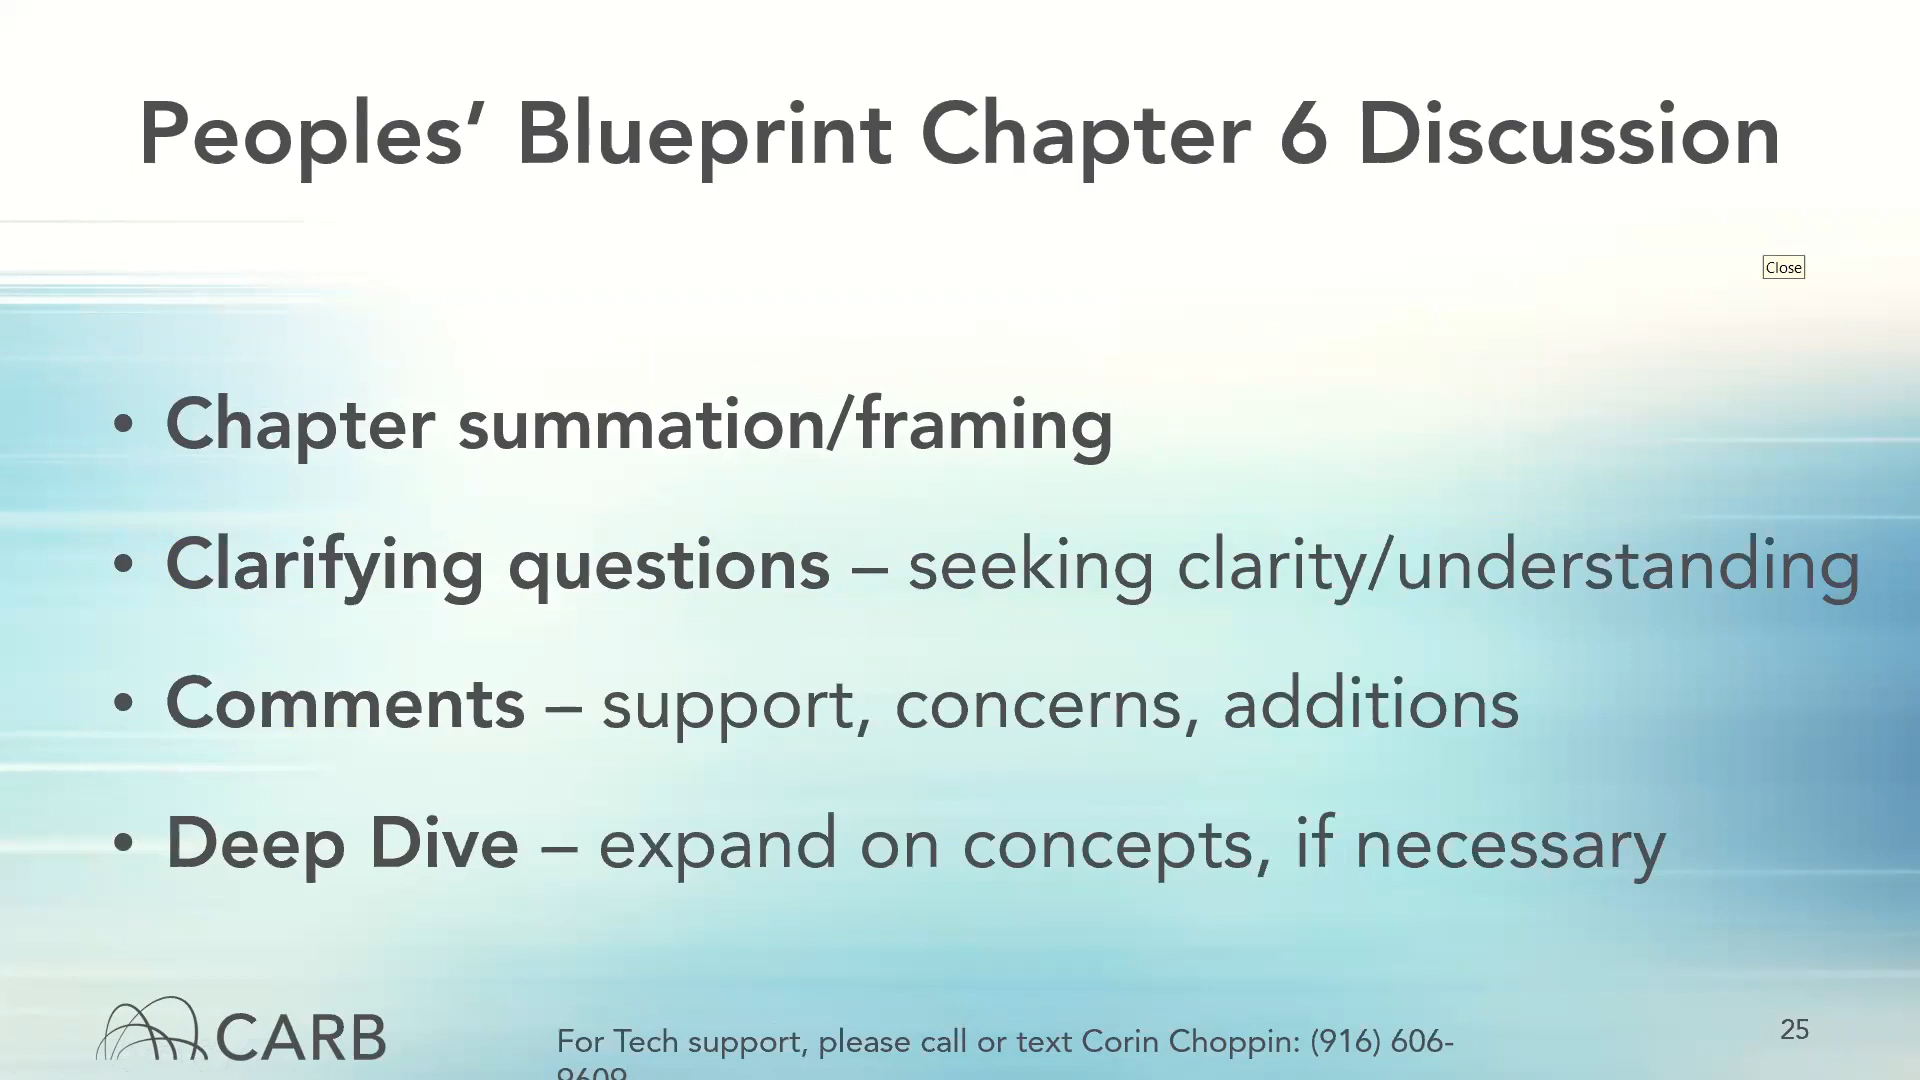 Peoples’ Blueprint Chapter 6 Discussion
Close
• Chapter summation/framing
• Clarifying questions – seeking clarity/understanding
• Comments – support, concerns, additions
• Deep Dive – expand on concepts, if necessary
CARB
For Tech support, please call or text Corin Choppin: (916) 606-
25